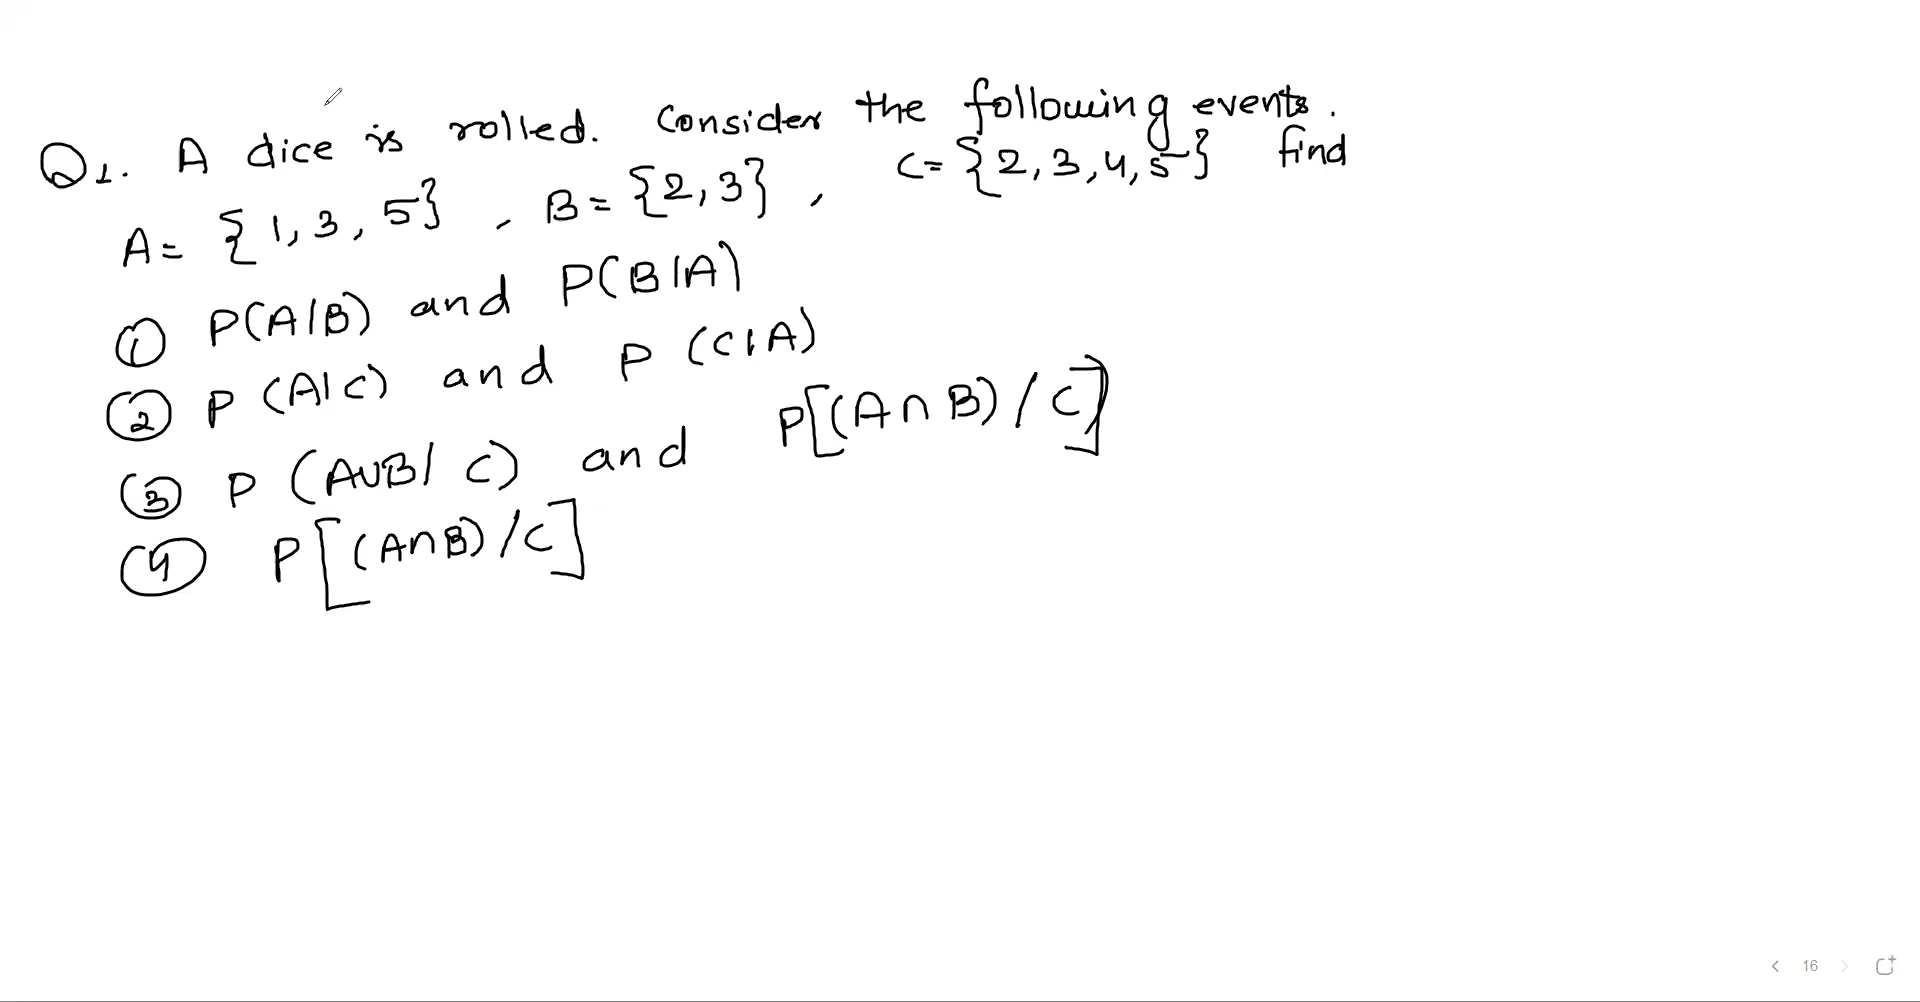 Q1. A dice is rolled. Consider the following events.
A = {1, 3, 5}, B = {2, 3}, C = {2, 3, 4, 5} find
① P(A|B) and P(B|A)
② P (A|C) and P (C|A)
③ P (A∪B| C) and P[(A∩B) / C]
④ P[(A∩B) / C]
16